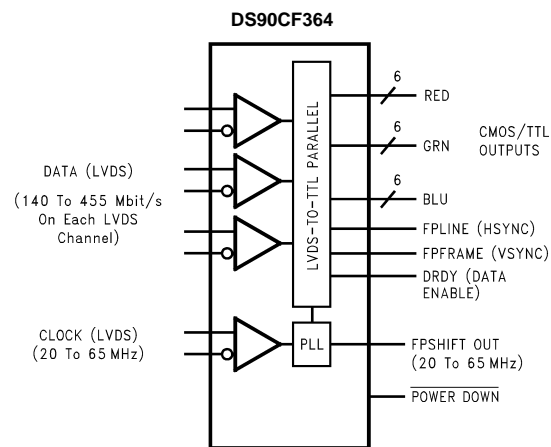 DS90CF364
DATA (LVDS)
(140 To 455 Mbit/s
On Each LVDS
Channel)
CLOCK (LVDS)
(20 To 65 MHz)
LVDS-TO-TTL PARALLEL
PLL
6
RED
6
GRN
CMOS/TTL
OUTPUTS
6
BLU
FPLINE (HSYNC)
FPFRAME (VSYNC)
DRDY (DATA
ENABLE)
FPSHIFT OUT
(20 To 65 MHz)
POWER DOWN